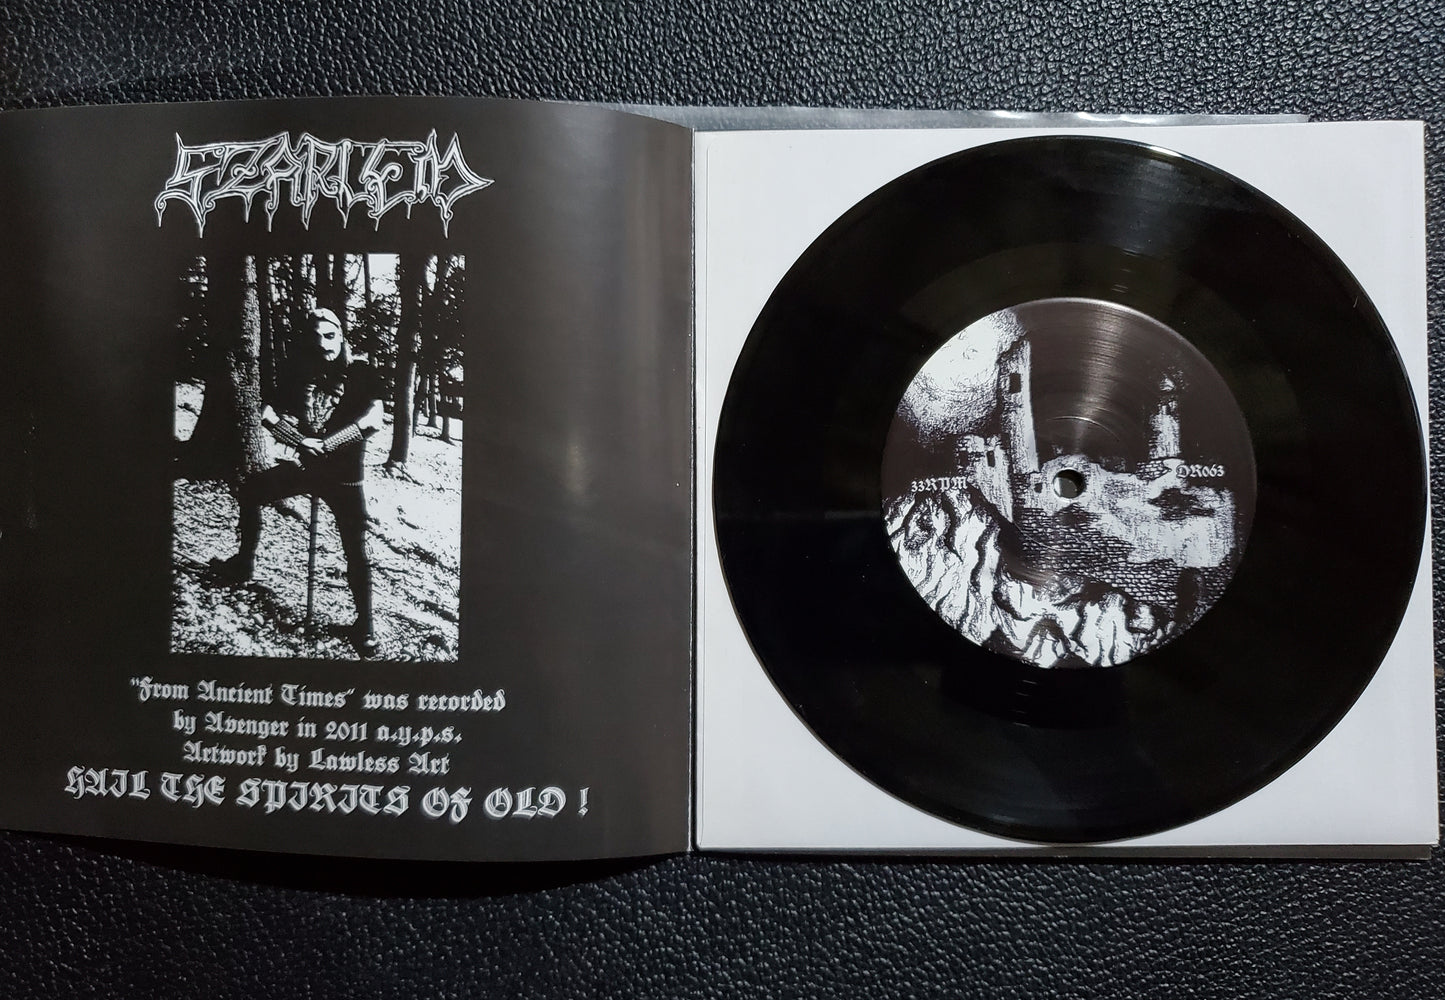 SZARLEM
"From Ancient Times" was recorded
by Avenger in 2011 a.y.p.s.
Artwork by Lawless Art
HAIL THE SPIRITS OF OLD !
33RPM
OR063